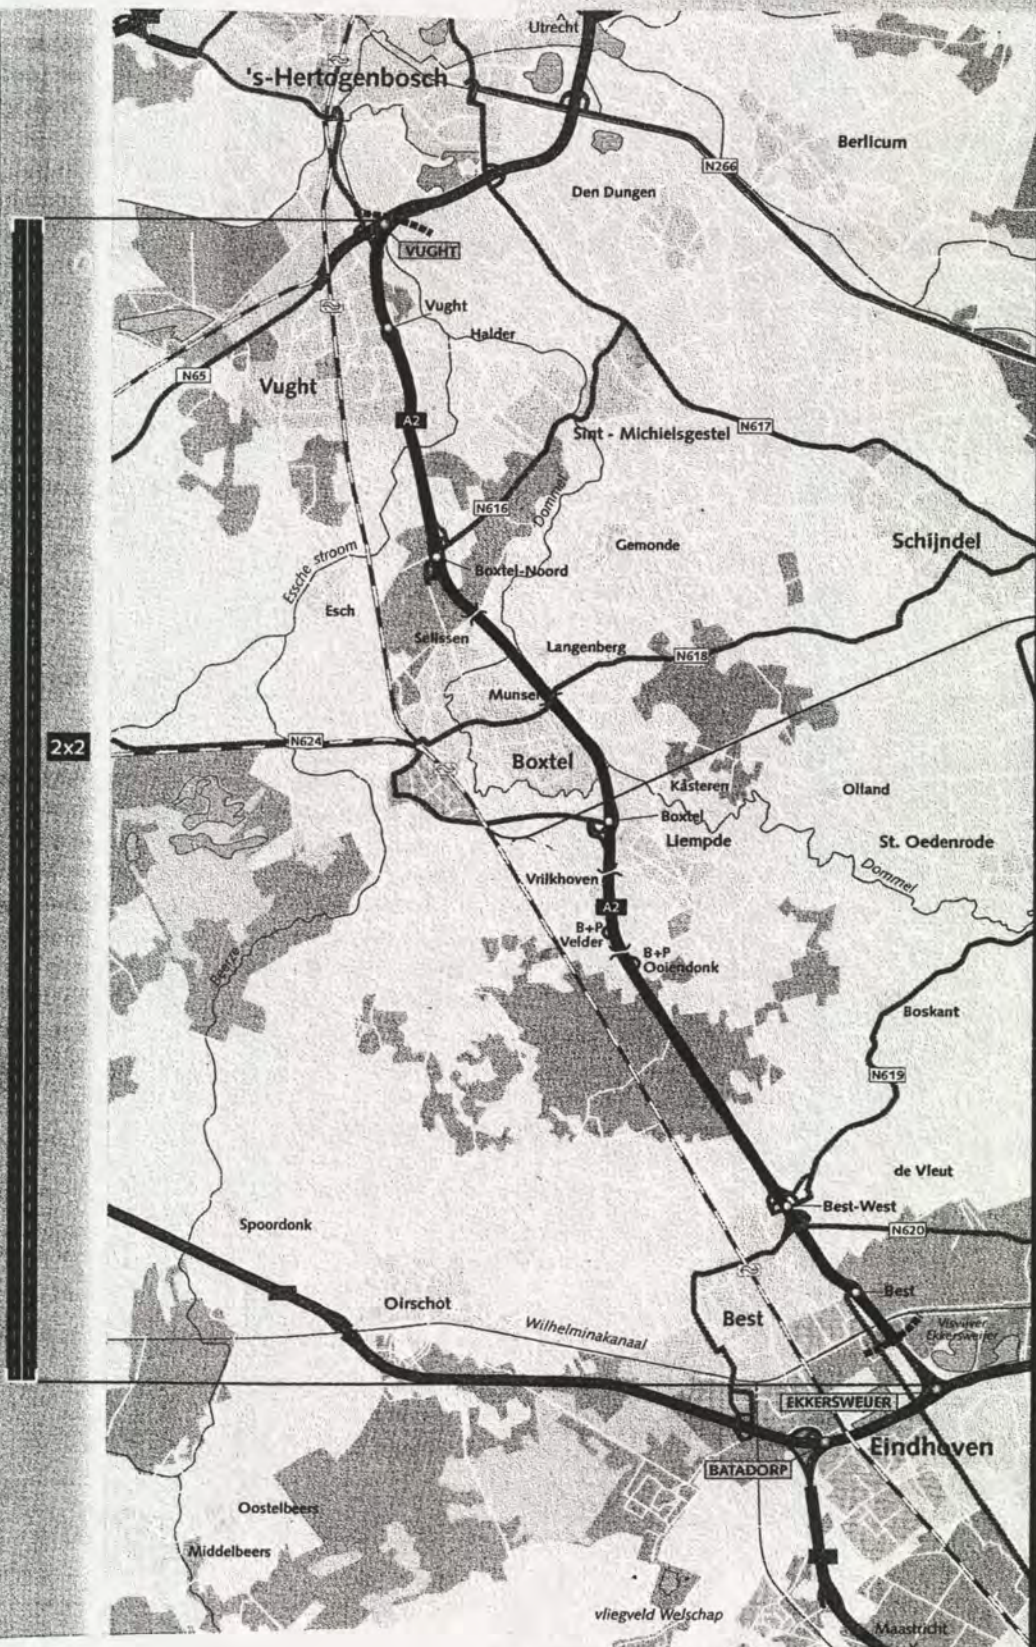 Utrecht
's-Hertogenbosch
Berlicum
N266
Den Dungen
VUGHT
Vught
Halder
N65
Vught
A2
Sint - Michielsgestel
N617
N616
Dommel
Gemonde
Schijndel
Essche stroom
Boxtel-Noord
Esch
Selissen
Langenberg
N618
Munsel
2x2
N624
Boxtel
Kasteren
Olland
Boxtel
Liempde
St. Oedenrode
Dommel
Vrilkhoven
A2
B+P
Velder
B+P
Ooiendonk
Beerze
Boskant
N619
de Vleut
Best-West
Spoordonk
N620
Best
Oirschot
Best
Wilhelminakanaal
Visvijver
Ekkersweijer
EKKERSWEIJER
Eindhoven
BATADORP
Oostelbeers
Middelbeers
vliegveld Welschap
Maastricht